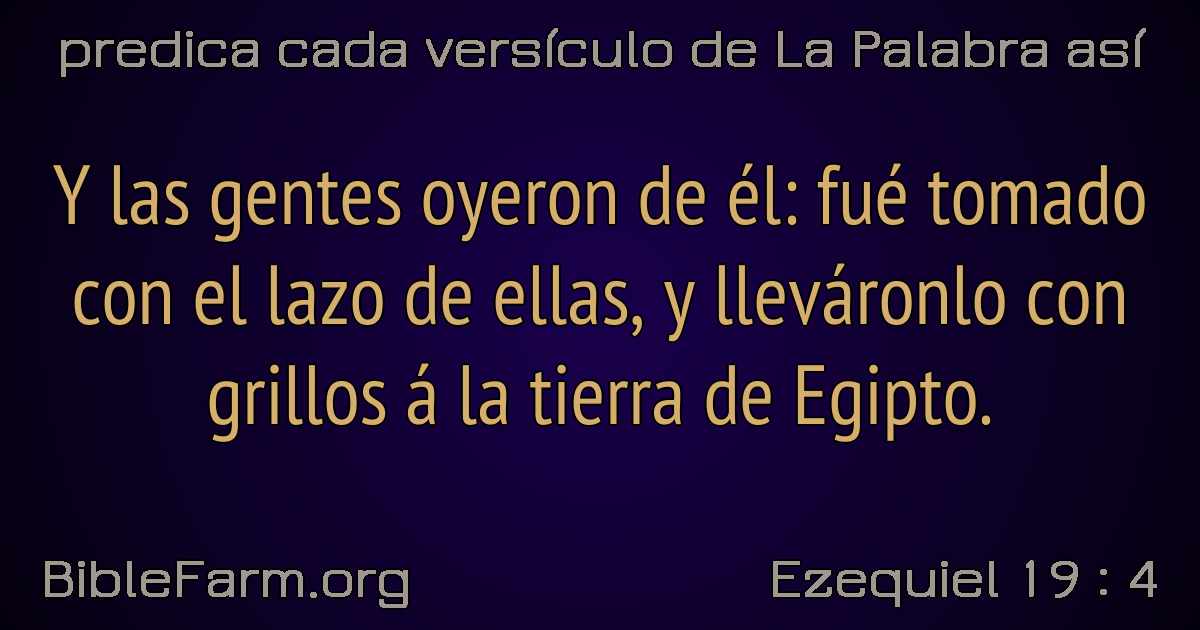 predica cada versículo de La Palabra así
Y las gentes oyeron de él: fué tomado
con el lazo de ellas, y lleváronlo con
grillos á la tierra de Egipto.
BibleFarm.org
Ezequiel 19 : 4